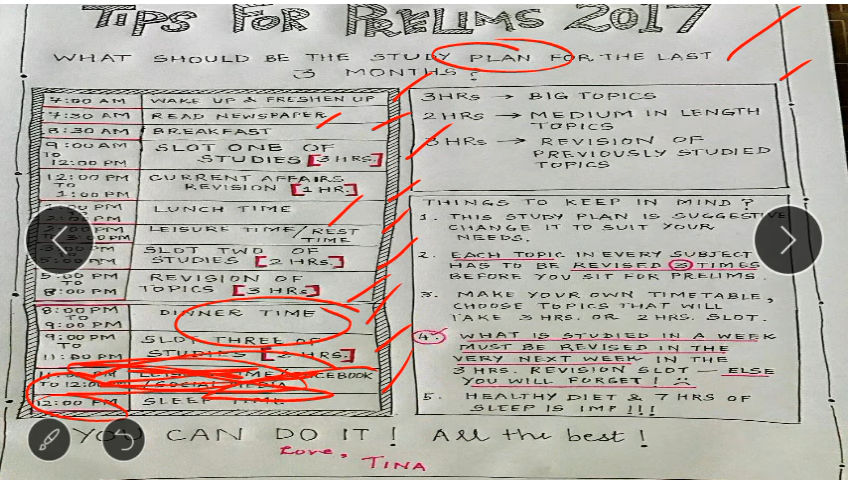 TIPS FOR PRELIMS 2017
WHAT SHOULD BE THE STUDY PLAN FOR THE LAST
3 MONTHS?
7:00 AM WAKE UP & FRESHEN UP
7:30 AM READ NEWSPAPER
8:30 AM BREAKFAST
9:00 AM SLOT ONE OF
TO STUDIES [3 HRS.]
12:00 PM
12:00 PM CURRENT AFFAIRS
TO REVISION [1 HR.]
1:00 PM
LUNCH TIME
LEISURE TIME/REST
TIME
SLOT TWO OF
STUDIES [2 HRS.]
5:00 PM REVISION OF
TO TOPICS [3 HRS.]
8:00 PM
8:00 PM DINNER TIME
TO
9:00 PM
9:00 PM SLOT THREE OF
TO STUDIES [2 HRS.]
11:00 PM
TO 12:00 /SOCIAL MEDIA
12:00 PM SLEEP TIME
3 HRs → BIG TOPICS
2 HRs → MEDIUM IN LENGTH
TOPICS
3 HRs → REVISION OF
PREVIOUSLY STUDIED
TOPICS
THINGS TO KEEP IN MIND?
1. THIS STUDY PLAN IS SUGGESTIVE
CHANGE IT TO SUIT YOUR
NEEDS.
2. EACH TOPIC IN EVERY SUBJECT
HAS TO BE REVISED 3 TIMES
BEFORE YOU SIT FOR PRELIMS.
3. MAKE YOUR OWN TIMETABLE,
CHOOSE TOPICS THAT WILL
TAKE 3 HRS. OR 2 HRS. SLOT.
4. WHAT IS STUDIED IN A WEEK
MUST BE REVISED IN THE
VERY NEXT WEEK IN THE
3 HRS. REVISION SLOT — ELSE
YOU WILL FORGET!
5. HEALTHY DIET & 7 HRS OF
SLEEP IS IMP!!!
YOU CAN DO IT! All the best!
Love,
TINA